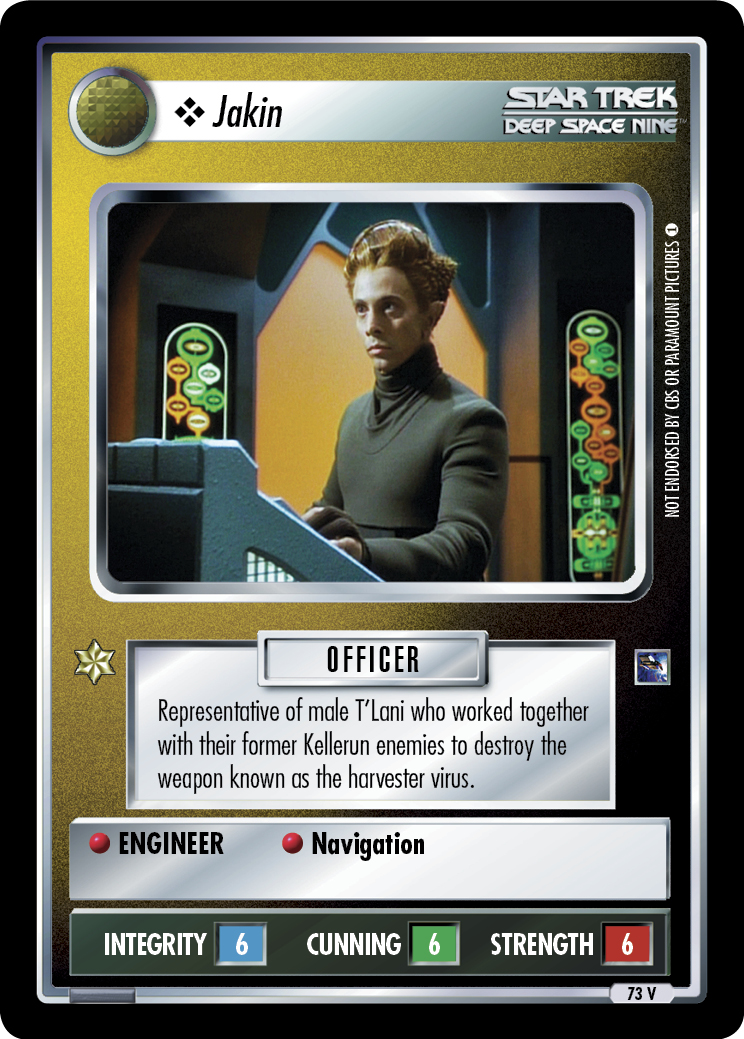 Jakin
STAR TREK
DEEP SPACE NINE™
NOT ENDORSED BY CBS OR PARAMOUNT PICTURES 1
OFFICER
Representative of male T'Lani who worked together
with their former Kellerun enemies to destroy the
weapon known as the harvester virus.
ENGINEER Navigation
INTEGRITY 6 CUNNING 6 STRENGTH 6
73 V